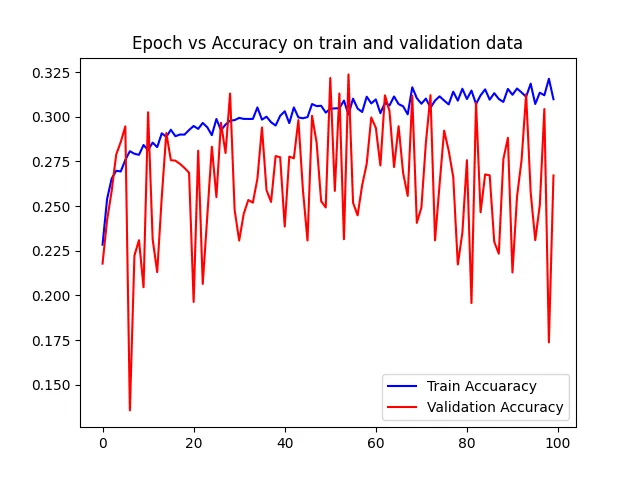 Epoch vs Accuracy on train and validation data
0.325
0.300
0.275
0.250
0.225
0.200
0.175
0.150
Train Accuaracy
Validation Accuracy
0 20 40 60 80 100